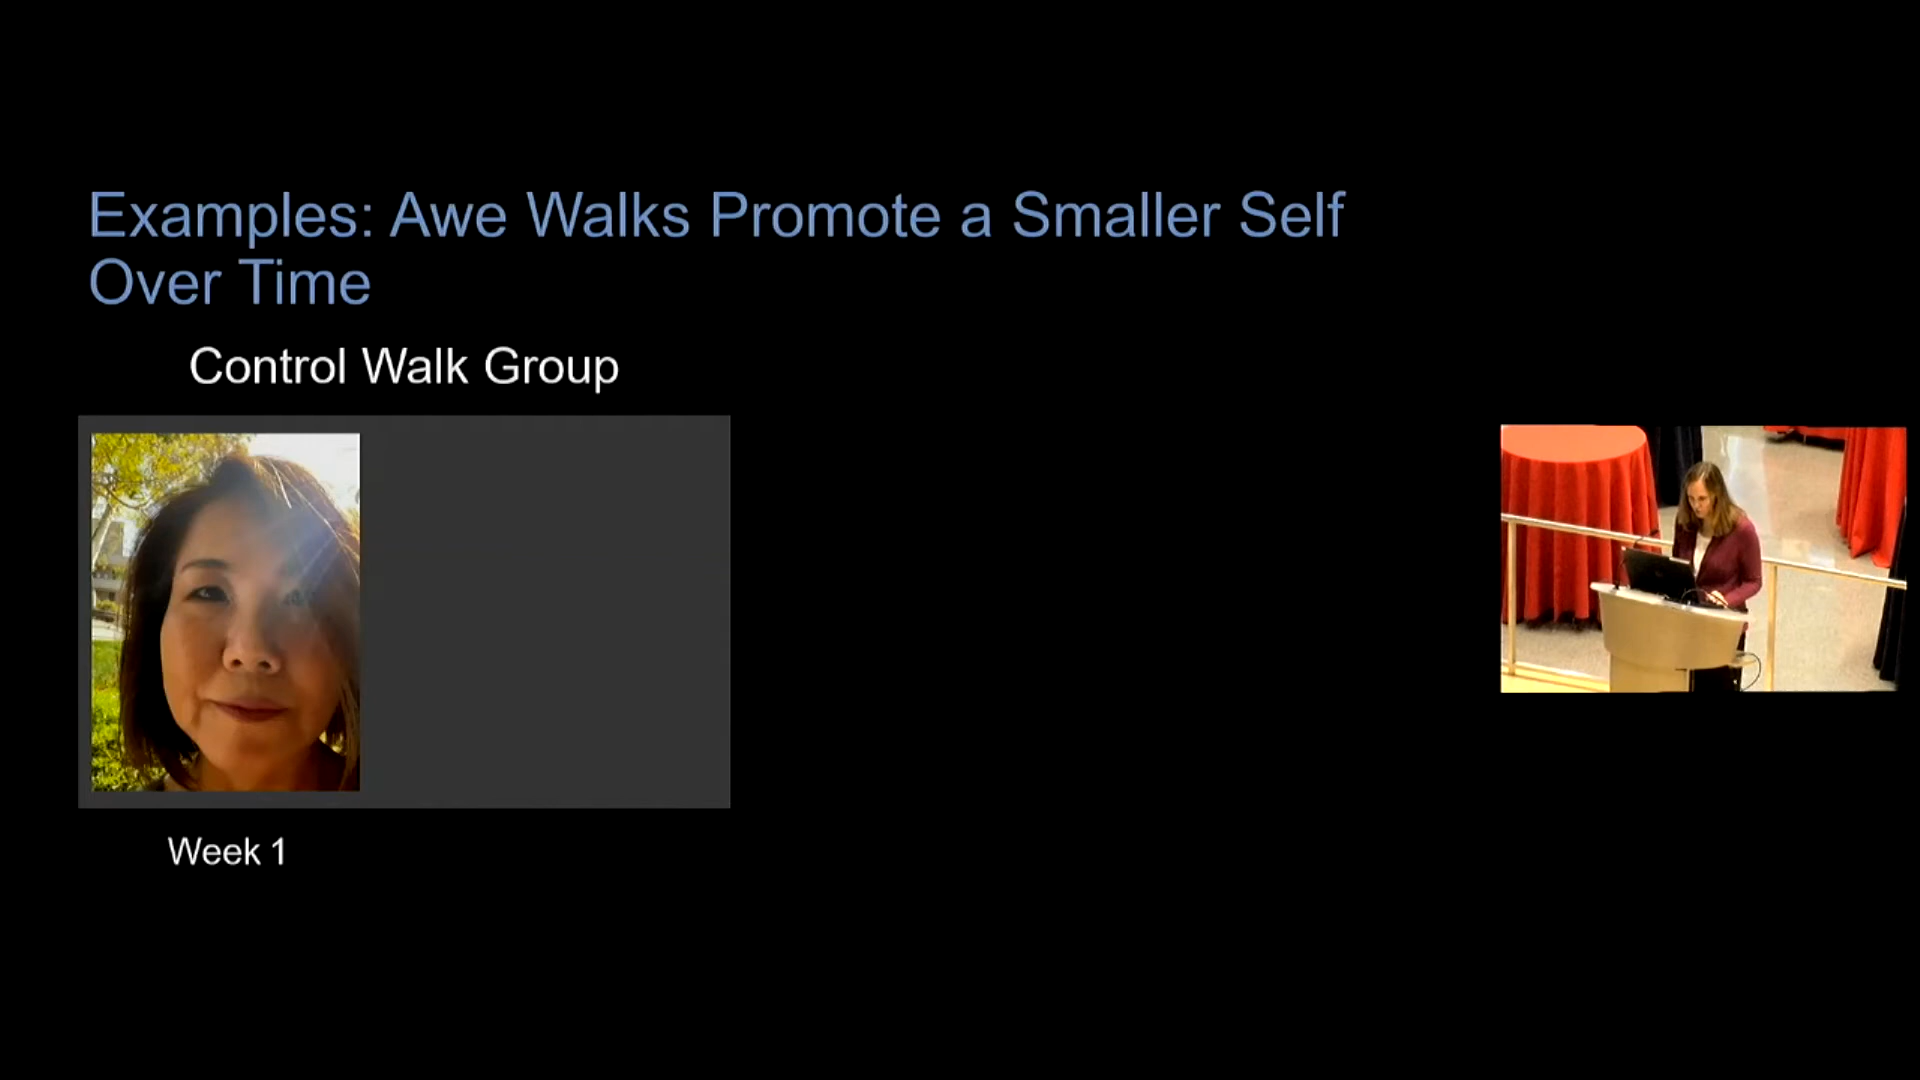 Examples: Awe Walks Promote a Smaller Self
Over Time
Control Walk Group
Week 1